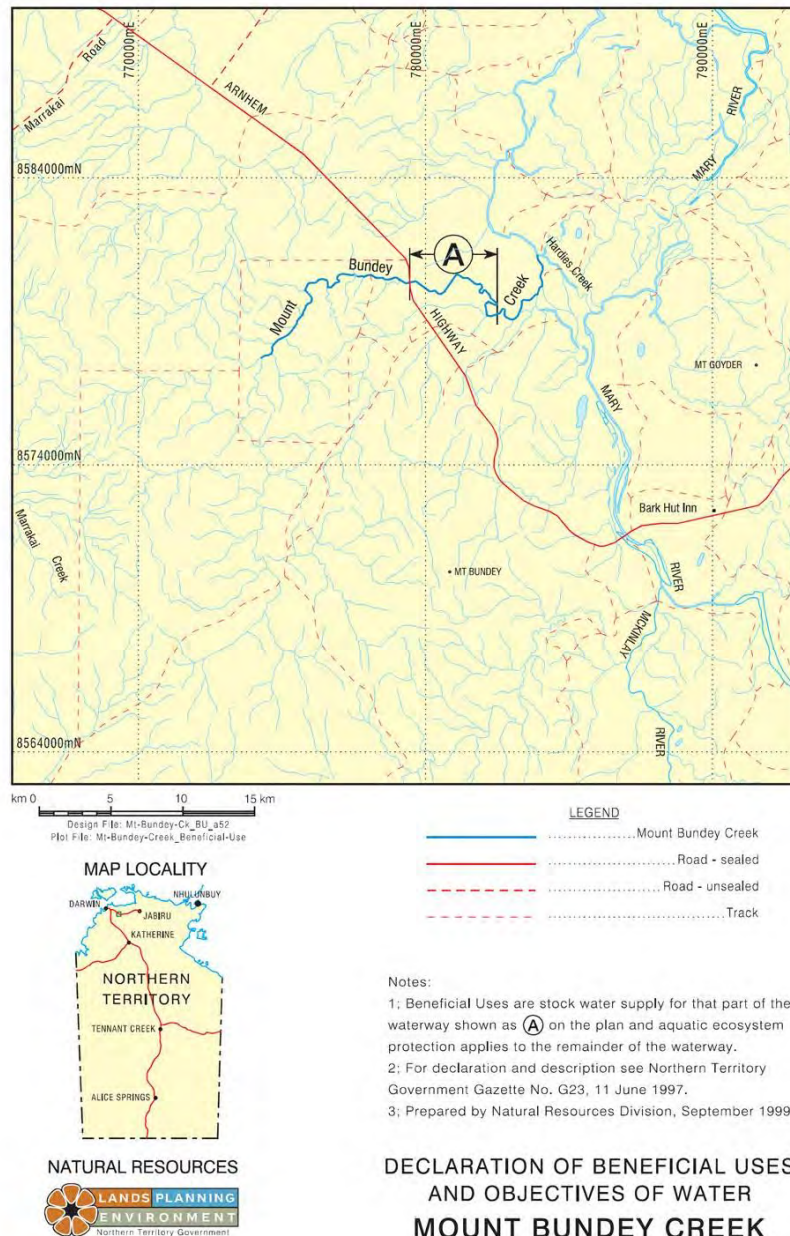 770000mE
780000mE
790000mE
Marrakai Road
ARNHEM
RIVER
MARY
8584000mN
A
Bundey
Hardies Creek
Mount
Creek
HIGHWAY
MT GOYDER
MARY
8574000mN
Bark Hut Inn
Marrakai Creek
MT BUNDEY
RIVER
MCKINLAY
8564000mN
RIVER
km 0 5 10 15 km
Design File: Mt-Bundey-Ck_BU_a52
Plot File: Mt-Bundey-Creek_Beneficial-Use
LEGEND
Mount Bundey Creek
Road - sealed
Road - unsealed
Track
MAP LOCALITY
NHULUNBUY
DARWIN
JABIRU
KATHERINE
NORTHERN
TERRITORY
TENNANT CREEK
ALICE SPRINGS
Notes:
1; Beneficial Uses are stock water supply for that part of the
waterway shown as A on the plan and aquatic ecosystem
protection applies to the remainder of the waterway.
2; For declaration and description see Northern Territory
Government Gazette No. G23, 11 June 1997.
3; Prepared by Natural Resources Division, September 1999
NATURAL RESOURCES
LANDS PLANNING
ENVIRONMENT
Northern Territory Government
DECLARATION OF BENEFICIAL USES
AND OBJECTIVES OF WATER
MOUNT BUNDEY CREEK